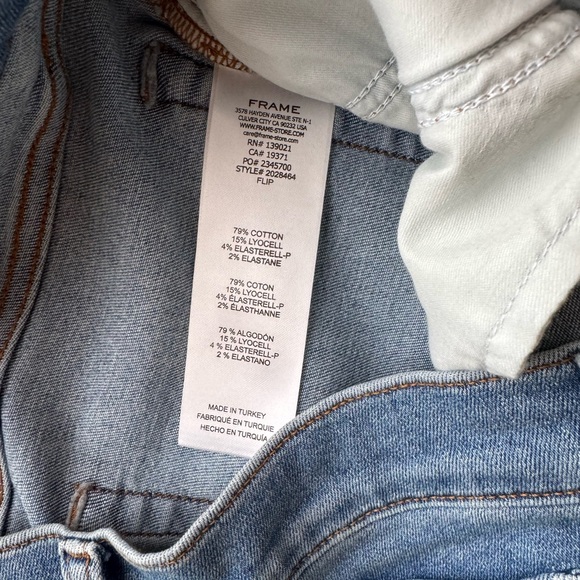 FRAME
3578 HAYDEN AVENUE STE N-1
CULVER CITY CA 90232 USA
WWW.FRAME-STORE.COM
care@frame-store.com
RN# 139021
CA# 19371
PO# 2345700
STYLE# 2028464
FLIP
79% COTTON
15% LYOCELL
4% ELASTERELL-P
2% ELASTANE
79% COTON
15% LYOCELL
4% ÉLASTERELL-P
2% ÉLASTHANNE
79 % ALGODÓN
15 % LYOCELL
4 % ELASTERELL-P
2 % ELASTANO
MADE IN TURKEY
FABRIQUÉ EN TURQUIE
HECHO EN TURQUÍA